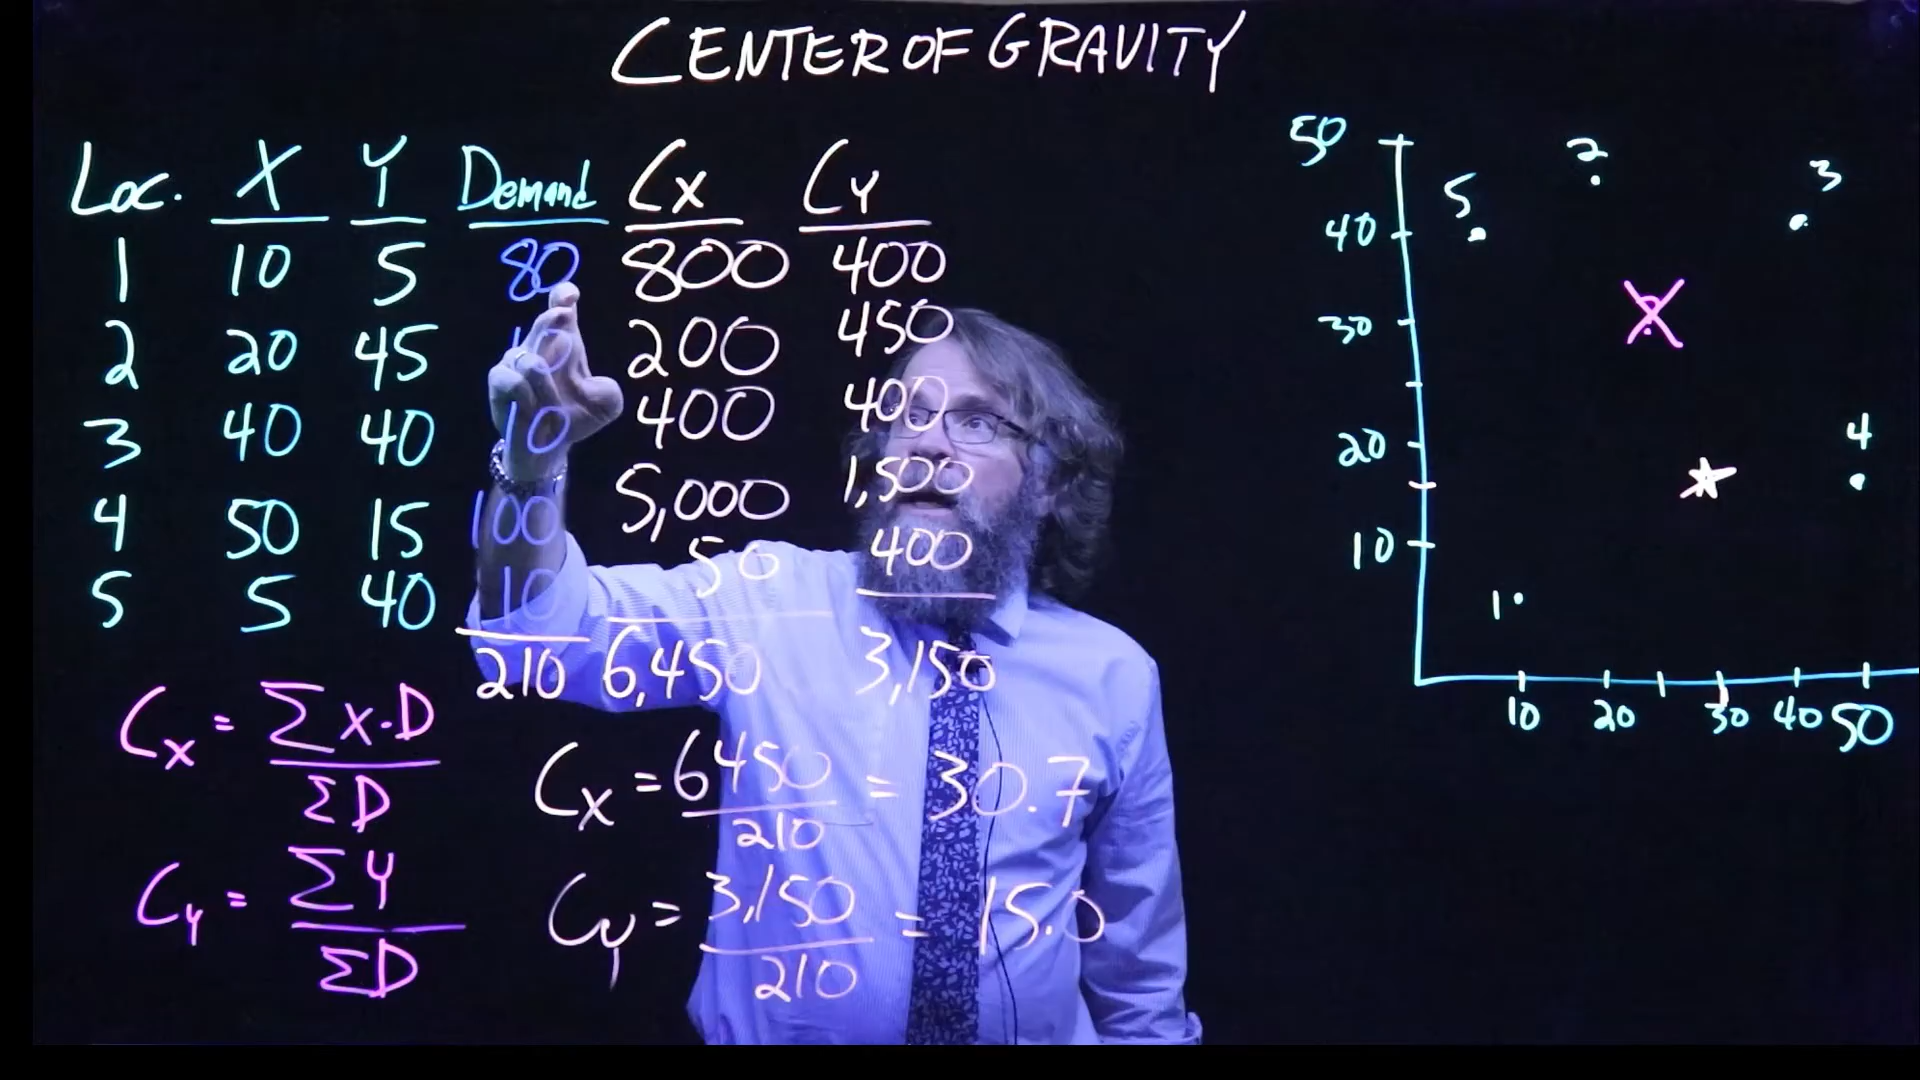 CENTER OF GRAVITY
Loc. X Y Demand Cx Cy
1 10 5 80 800 400
2 20 45 10 200 450
3 40 40 10 400 400
4 50 15 100 5,000 1,500
5 5 40 10 50 400
210 6,450 3,150
Cx = ΣX·D
ΣD
Cy = ΣY
ΣD
Cx = 6450 = 30.7
210
Cy = 3,150 = 15.0
210
50
2
3
5
40
30
4
20
10
1
10 20 30 40 50